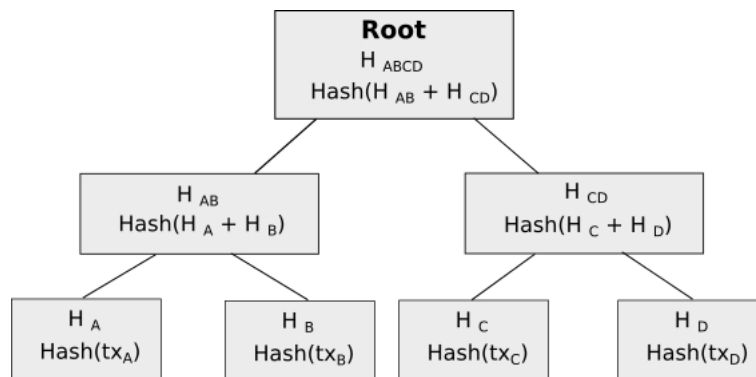 Root
H ABCD
Hash(H AB + H CD)
H AB
Hash(H A + H B)
H CD
Hash(H C + H D)
H A
Hash(txA)
H B
Hash(txB)
H C
Hash(txC)
H D
Hash(txD)